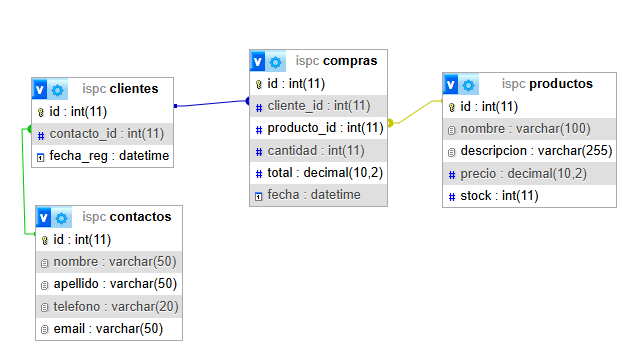 ispc clientes
id : int(11)
contacto_id : int(11)
fecha_reg : datetime
ispc contactos
id : int(11)
nombre : varchar(50)
apellido : varchar(50)
telefono : varchar(20)
email : varchar(50)
ispc compras
id : int(11)
cliente_id : int(11)
producto_id : int(11)
cantidad : int(11)
total : decimal(10,2)
fecha : datetime
ispc productos
id : int(11)
nombre : varchar(100)
descripcion : varchar(255)
precio : decimal(10,2)
stock : int(11)